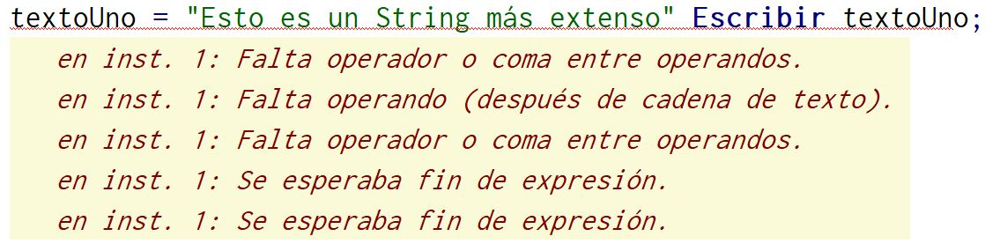 textoUno = "Esto es un String más extenso" Escribir textoUno;
en inst. 1: Falta operador o coma entre operandos.
en inst. 1: Falta operando (después de cadena de texto).
en inst. 1: Falta operador o coma entre operandos.
en inst. 1: Se esperaba fin de expresión.
en inst. 1: Se esperaba fin de expresión.